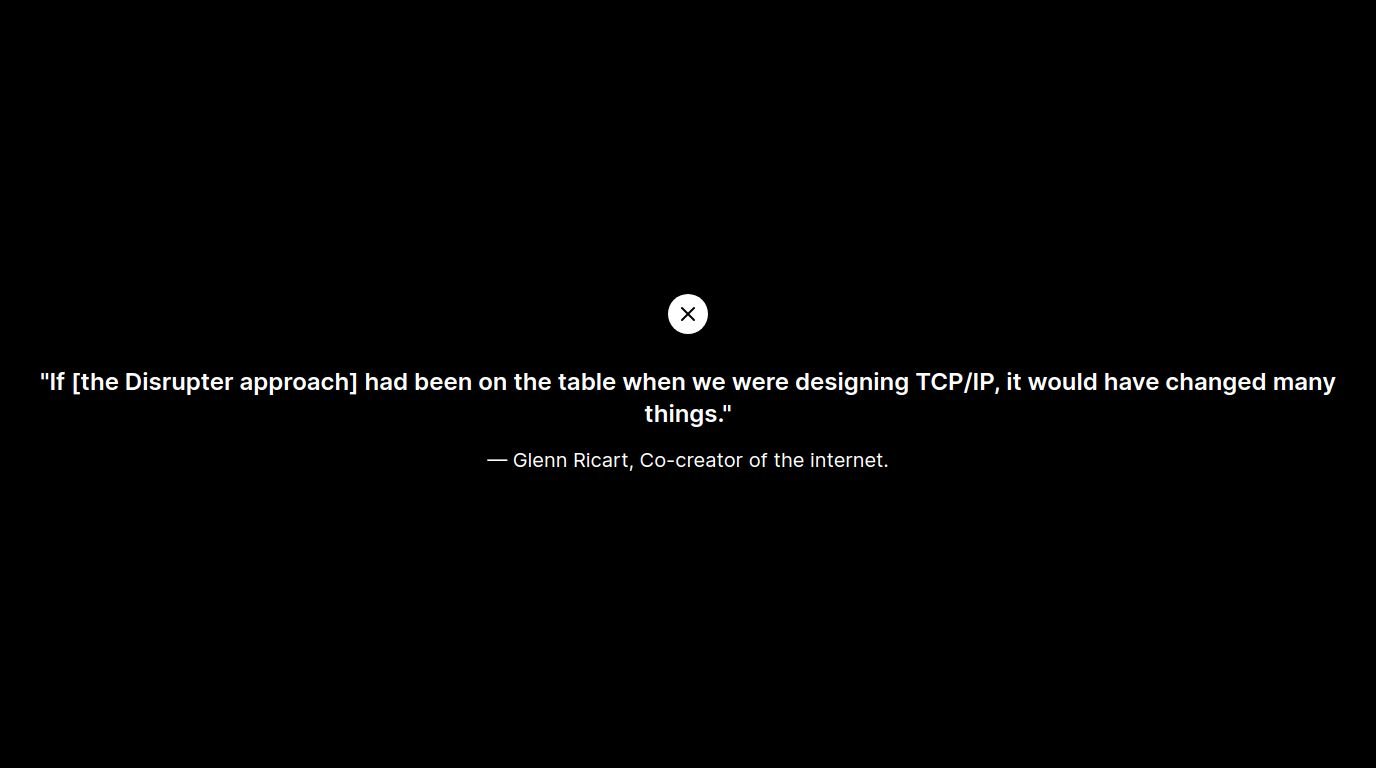 "If [the Disrupter approach] had been on the table when we were designing TCP/IP, it would have changed many
things."
— Glenn Ricart, Co-creator of the internet.